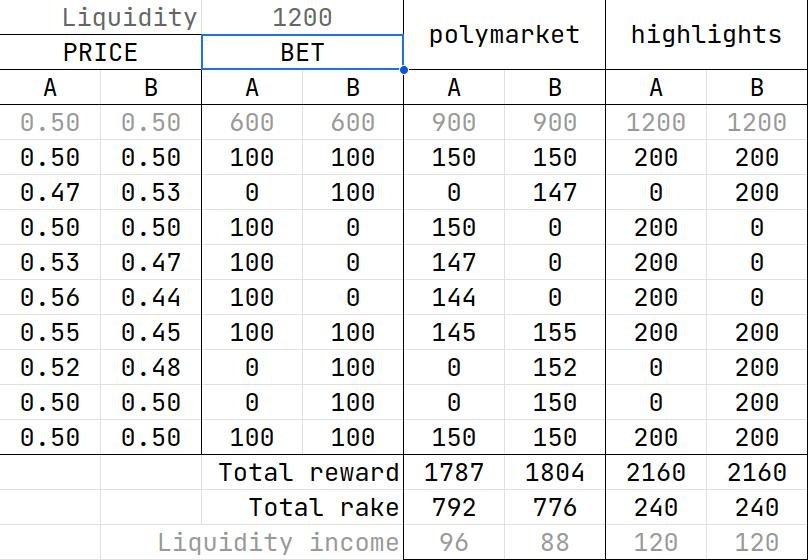 Liquidity 1200 polymarket highlights
PRICE BET
A B A B A B A B
0.50 0.50 600 600 900 900 1200 1200
0.50 0.50 100 100 150 150 200 200
0.47 0.53 0 100 0 147 0 200
0.50 0.50 100 0 150 0 200 0
0.53 0.47 100 0 147 0 200 0
0.56 0.44 100 0 144 0 200 0
0.55 0.45 100 100 145 155 200 200
0.52 0.48 0 100 0 152 0 200
0.50 0.50 0 100 0 150 0 200
0.50 0.50 100 100 150 150 200 200
Total reward 1787 1804 2160 2160
Total rake 792 776 240 240
Liquidity income 96 88 120 120